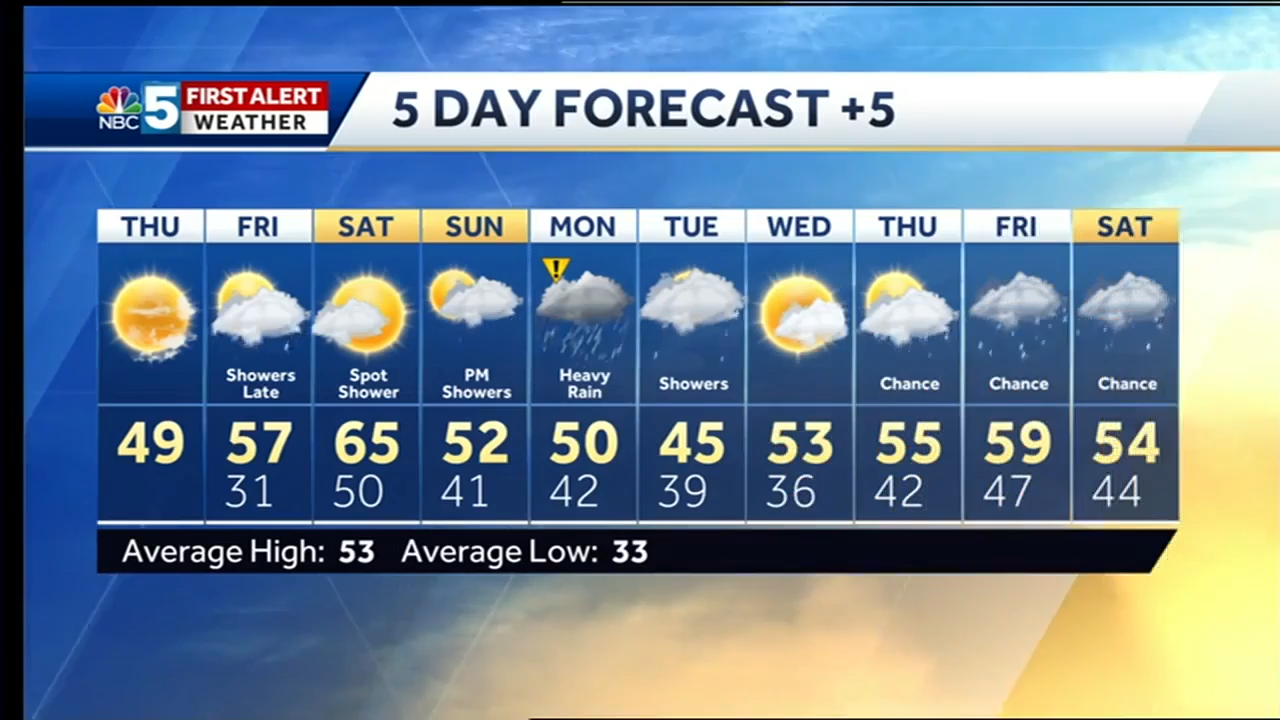 NBC 5 FIRST ALERT WEATHER
5 DAY FORECAST +5
THU FRI SAT SUN MON TUE WED THU FRI SAT
!
Showers Late Spot Shower PM Showers Heavy Rain Showers Chance Chance Chance
49 57 65 52 50 45 53 55 59 54
31 50 41 42 39 36 42 47 44
Average High: 53 Average Low: 33